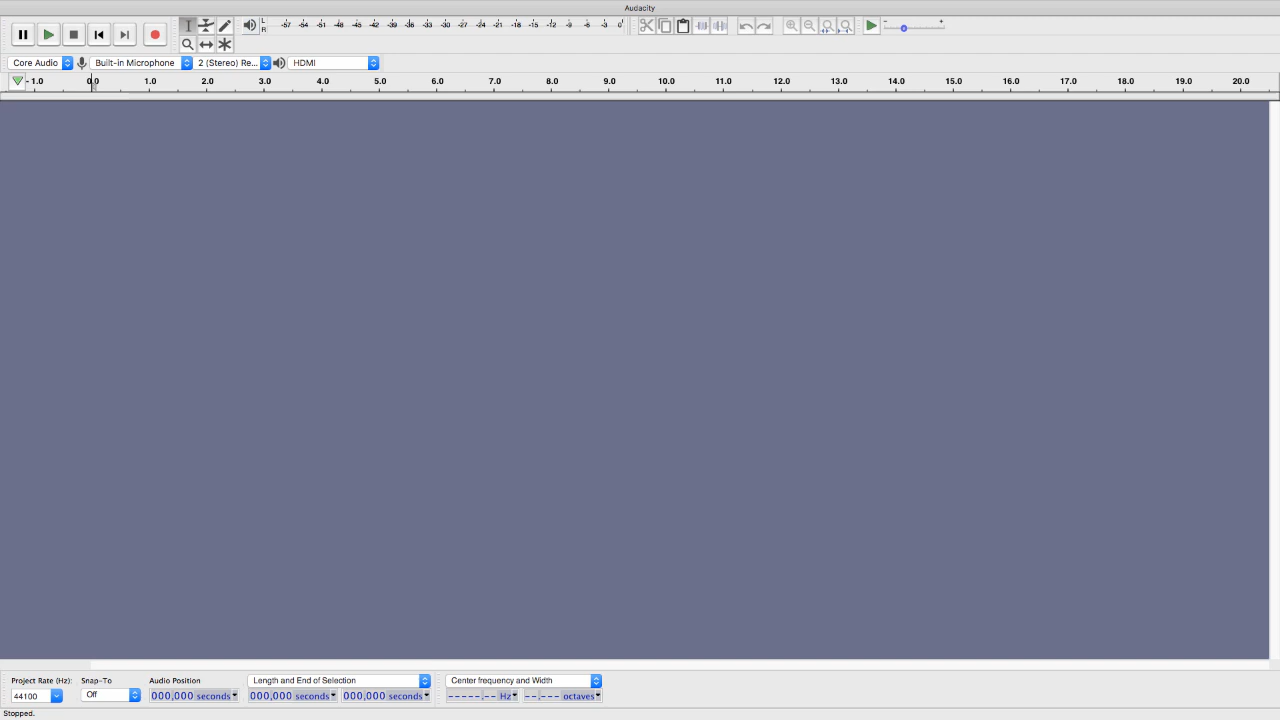 Audacity
L
R
-57 -54 -51 -48 -45 -42 -39 -36 -33 -30 -27 -24 -21 -18 -15 -12 -9 -6 -3 0
Core Audio Built-in Microphone 2 (Stereo) Re... HDMI
- 1.0 0.0 1.0 2.0 3.0 4.0 5.0 6.0 7.0 8.0 9.0 10.0 11.0 12.0 13.0 14.0 15.0 16.0 17.0 18.0 19.0 20.0
Project Rate (Hz): Snap-To Audio Position Length and End of Selection Center frequency and Width
44100 Off 000,000 seconds 000,000 seconds 000,000 seconds -----.-- Hz --.--- octaves
Stopped.